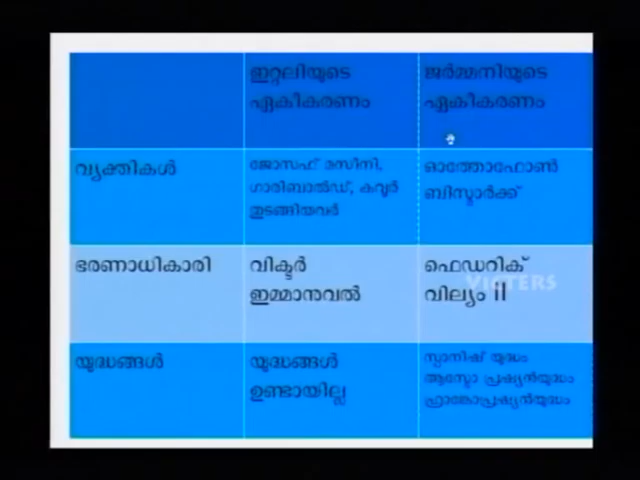 ഇറ്റലിയുടെ
ഏകീകരണം
ജർമ്മനിയുടെ
ഏകീകരണം
വ്യക്തികൾ
ജോസഫ് മസീനി,
ഗാരിബാൽഡ്, കവൂർ
തുടങ്ങിയവർ
ഓത്തോഫോൺ
ബിസ്മാർക്ക്
ഭരണാധികാരി
വിക്ടർ
ഇമ്മാനുവൽ
ഫെഡറിക്
വില്യം II
VICTERS
യുദ്ധങ്ങൾ
യുദ്ധങ്ങൾ
ഉണ്ടായില്ല
സ്പാനിഷ് യുദ്ധം
ആസ്ട്രോ പ്രഷ്യൻയുദ്ധം
ഫ്രാങ്കോപ്രഷ്യൻയുദ്ധം